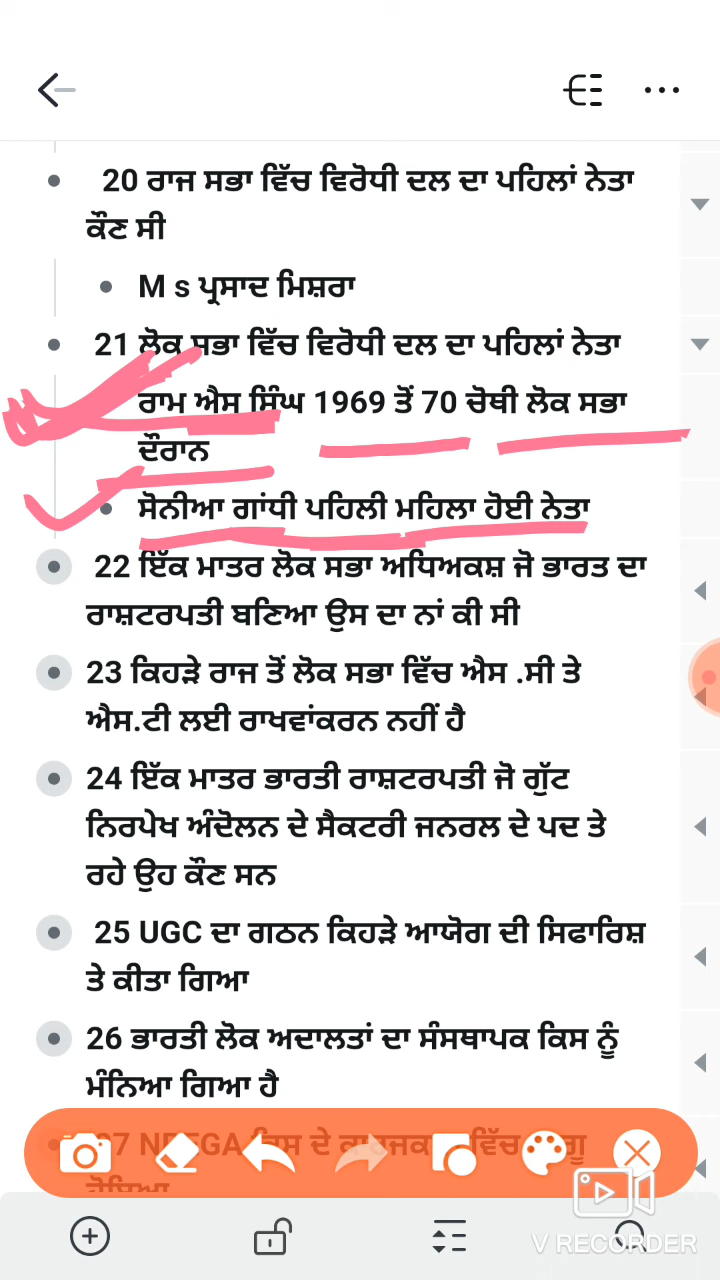 20 ਰਾਜ ਸਭਾ ਵਿੱਚ ਵਿਰੋਧੀ ਦਲ ਦਾ ਪਹਿਲਾਂ ਨੇਤਾ
ਕੌਣ ਸੀ
M s ਪ੍ਰਸਾਦ ਮਿਸ਼ਰਾ
21 ਲੋਕ ਸਭਾ ਵਿੱਚ ਵਿਰੋਧੀ ਦਲ ਦਾ ਪਹਿਲਾਂ ਨੇਤਾ
ਰਾਮ ਐਸ ਸਿੰਘ 1969 ਤੋਂ 70 ਚੋਥੀ ਲੋਕ ਸਭਾ
ਦੌਰਾਨ
ਸੋਨੀਆ ਗਾਂਧੀ ਪਹਿਲੀ ਮਹਿਲਾ ਹੋਈ ਨੇਤਾ
22 ਇੱਕ ਮਾਤਰ ਲੋਕ ਸਭਾ ਅਧਿਅਕਸ਼ ਜੋ ਭਾਰਤ ਦਾ
ਰਾਸ਼ਟਰਪਤੀ ਬਣਿਆ ਉਸ ਦਾ ਨਾਂ ਕੀ ਸੀ
23 ਕਿਹੜੇ ਰਾਜ ਤੋਂ ਲੋਕ ਸਭਾ ਵਿੱਚ ਐਸ .ਸੀ ਤੇ
ਐਸ.ਟੀ ਲਈ ਰਾਖਵਾਂਕਰਨ ਨਹੀਂ ਹੈ
24 ਇੱਕ ਮਾਤਰ ਭਾਰਤੀ ਰਾਸ਼ਟਰਪਤੀ ਜੋ ਗੁੱਟ
ਨਿਰਪੇਖ ਅੰਦੋਲਨ ਦੇ ਸੈਕਟਰੀ ਜਨਰਲ ਦੇ ਪਦ ਤੇ
ਰਹੇ ਉਹ ਕੌਣ ਸਨ
25 UGC ਦਾ ਗਠਨ ਕਿਹੜੇ ਆਯੋਗ ਦੀ ਸਿਫਾਰਿਸ਼
ਤੇ ਕੀਤਾ ਗਿਆ
26 ਭਾਰਤੀ ਲੋਕ ਅਦਾਲਤਾਂ ਦਾ ਸੰਸਥਾਪਕ ਕਿਸ ਨੂੰ
ਮੰਨਿਆ ਗਿਆ ਹੈ
ਦੇ ਵਿੱਚ
V RECORDER